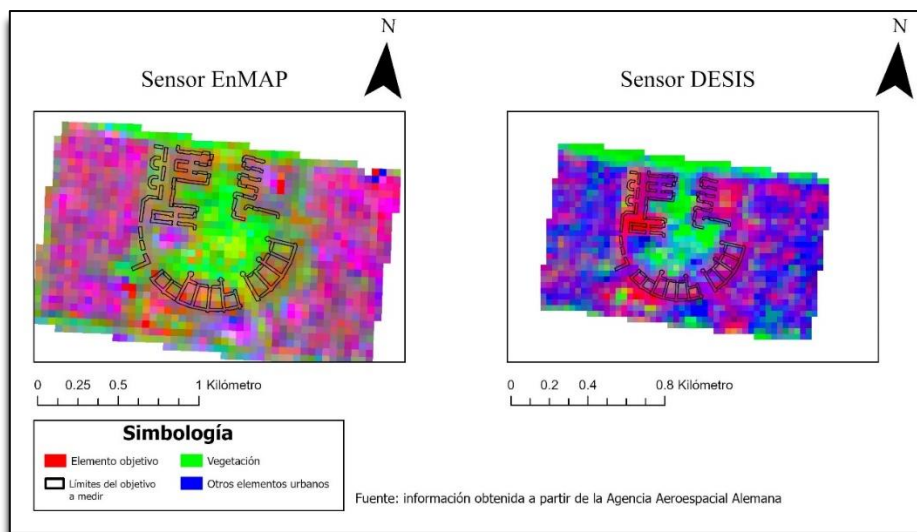 N
N
Sensor EnMAP
Sensor DESIS
0 0.25 0.5 1 Kilómetro
0 0.2 0.4 0.8 Kilómetro
Simbología
Elemento objetivo
Vegetación
Límites del objetivo
a medir
Otros elementos urbanos
Fuente: información obtenida a partir de la Agencia Aeroespacial Alemana